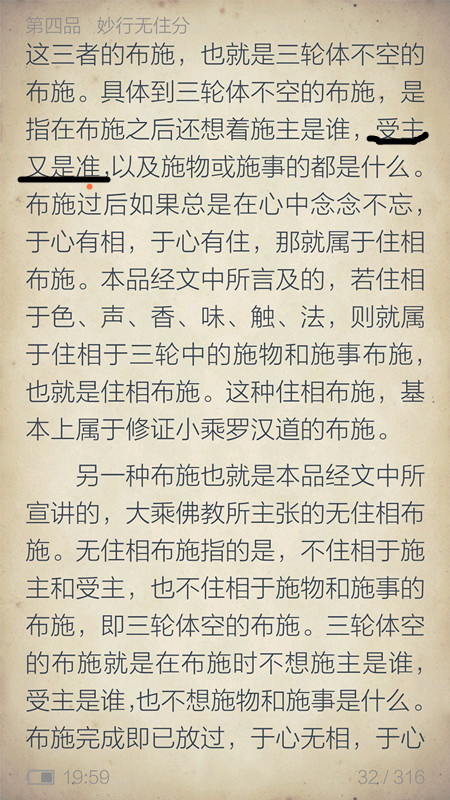 第四品 妙行无住分
这三者的布施，也就是三轮体不空的
布施。具体到三轮体不空的布施，是
指在布施之后还想着施主是谁，受主
又是准，以及施物或施事的都是什么。
布施过后如果总是在心中念念不忘，
于心有相，于心有住，那就属于住相
布施。本品经文中所言及的，若住相
于色、声、香、味、触、法，则就属
于住相于三轮中的施物和施事布施，
也就是住相布施。这种住相布施，基
本上属于修证小乘罗汉道的布施。
另一种布施也就是本品经文中所
宣讲的，大乘佛教所主张的无住相布
施。无住相布施指的是，不住相于施
主和受主，也不住相于施物和施事的
布施，即三轮体空的布施。三轮体空
的布施就是在布施时不想施主是谁，
受主是谁，也不想施物和施事是什么。
布施完成即已放过，于心无相，于心
19:59 32/316